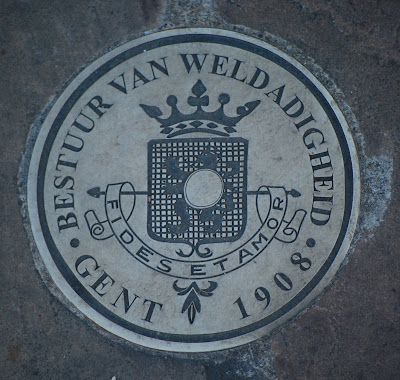 BESTUUR VAN WELDADIGHEID
FIDES ET AMOR
• GENT 1908 •